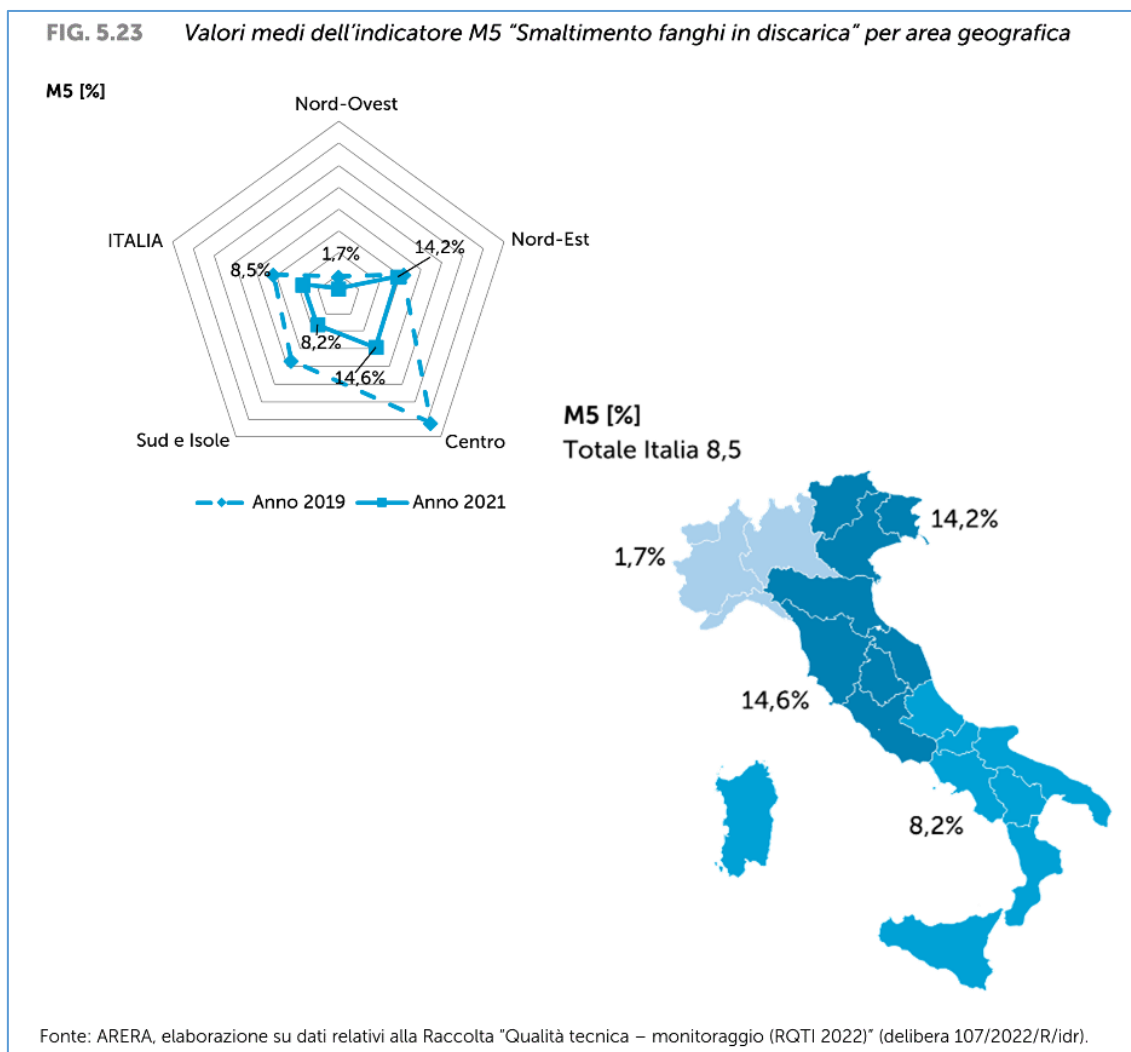 FIG. 5.23 Valori medi dell'indicatore M5 "Smaltimento fanghi in discarica" per area geografica
M5 [%]
Nord-Ovest
ITALIA
Nord-Est
1,7%
14,2%
8,5%
8,2%
14,6%
Sud e Isole
Centro
Anno 2019
Anno 2021
M5 [%]
Totale Italia 8,5
14,2%
1,7%
14,6%
8,2%
Fonte: ARERA, elaborazione su dati relativi alla Raccolta "Qualità tecnica – monitoraggio (RQTI 2022)" (delibera 107/2022/R/idr).